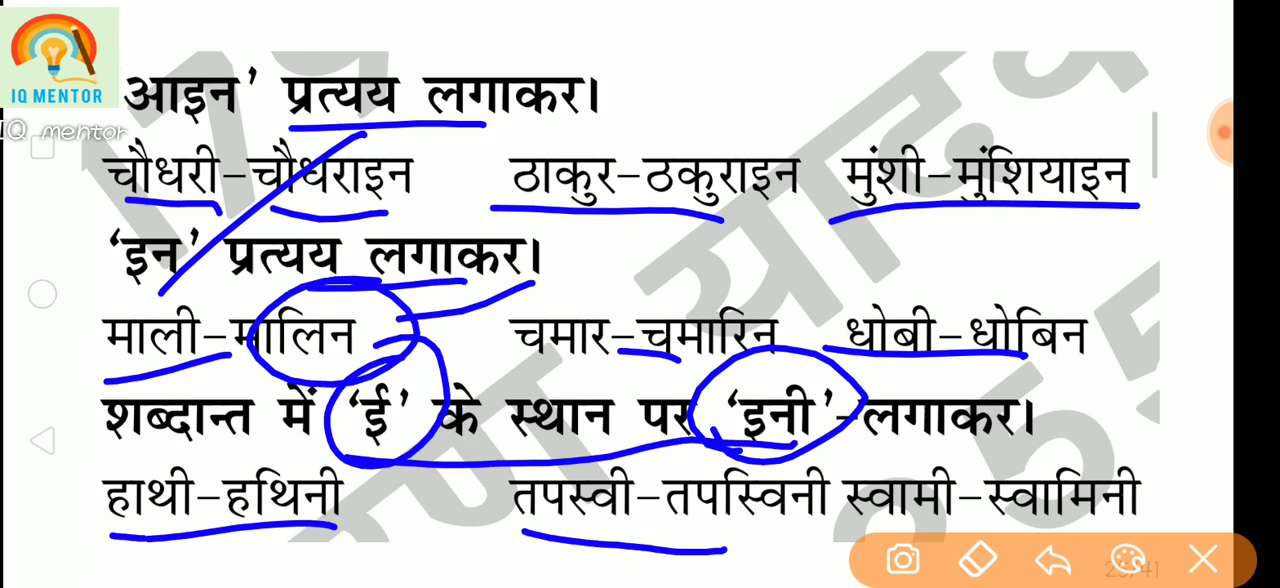 IQ MENTOR
IQ mentor
आइन’ प्रत्यय लगाकर।
चौधरी–चौधराइन ठाकुर–ठकुराइन मुंशी–मुंशियाइन
‘इन’ प्रत्यय लगाकर।
माली–मालिन चमार–चमारिन धोबी–धोबिन
शब्दान्त में ‘ई’ के स्थान पर ‘इनी’ लगाकर।
हाथी–हथिनी तपस्वी–तपस्विनी स्वामी–स्वामिनी